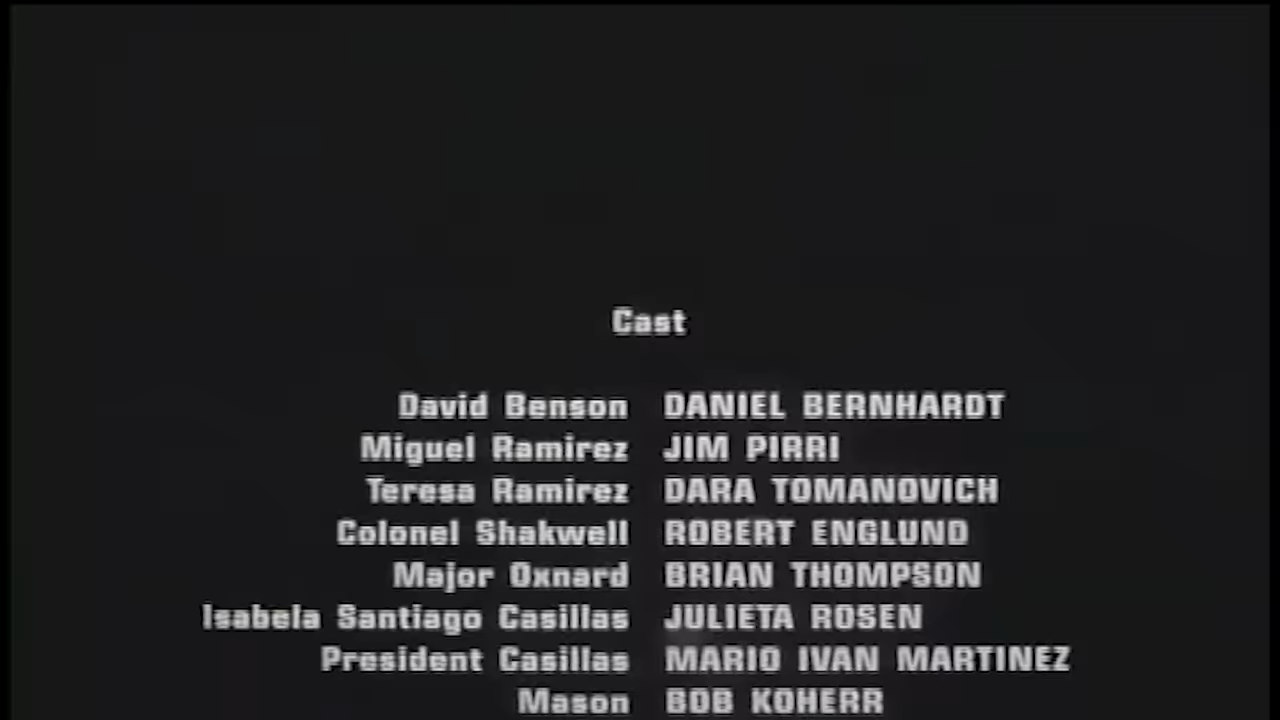 Cast
David Benson DANIEL BERNHARDT
Miguel Ramirez JIM PIRRI
Teresa Ramirez DARA TOMANOVICH
Colonel Shakwell ROBERT ENGLUND
Major Oxnard BRIAN THOMPSON
Isabela Santiago Casillas JULIETA ROSEN
President Casillas MARIO IVAN MARTINEZ
Mason BOB KOHERR